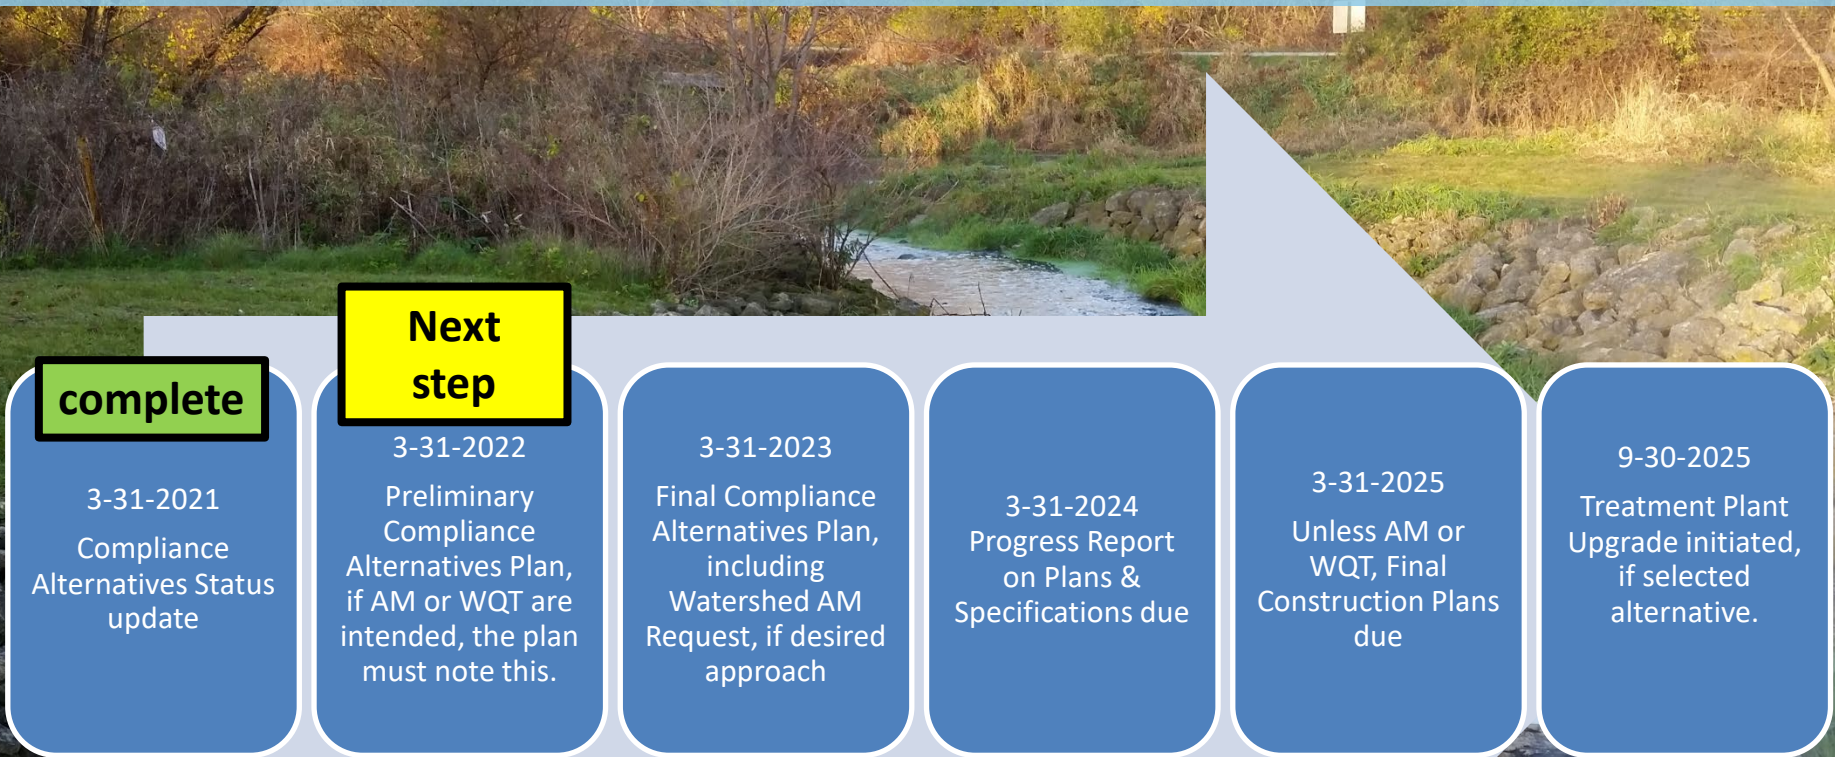 complete
3-31-2021
Compliance
Alternatives Status
update
Next
step
3-31-2022
Preliminary
Compliance
Alternatives Plan,
if AM or WQT are
intended, the plan
must note this.
3-31-2023
Final Compliance
Alternatives Plan,
including
Watershed AM
Request, if desired
approach
3-31-2024
Progress Report
on Plans &
Specifications due
3-31-2025
Unless AM or
WQT, Final
Construction Plans
due
9-30-2025
Treatment Plant
Upgrade initiated,
if selected
alternative.